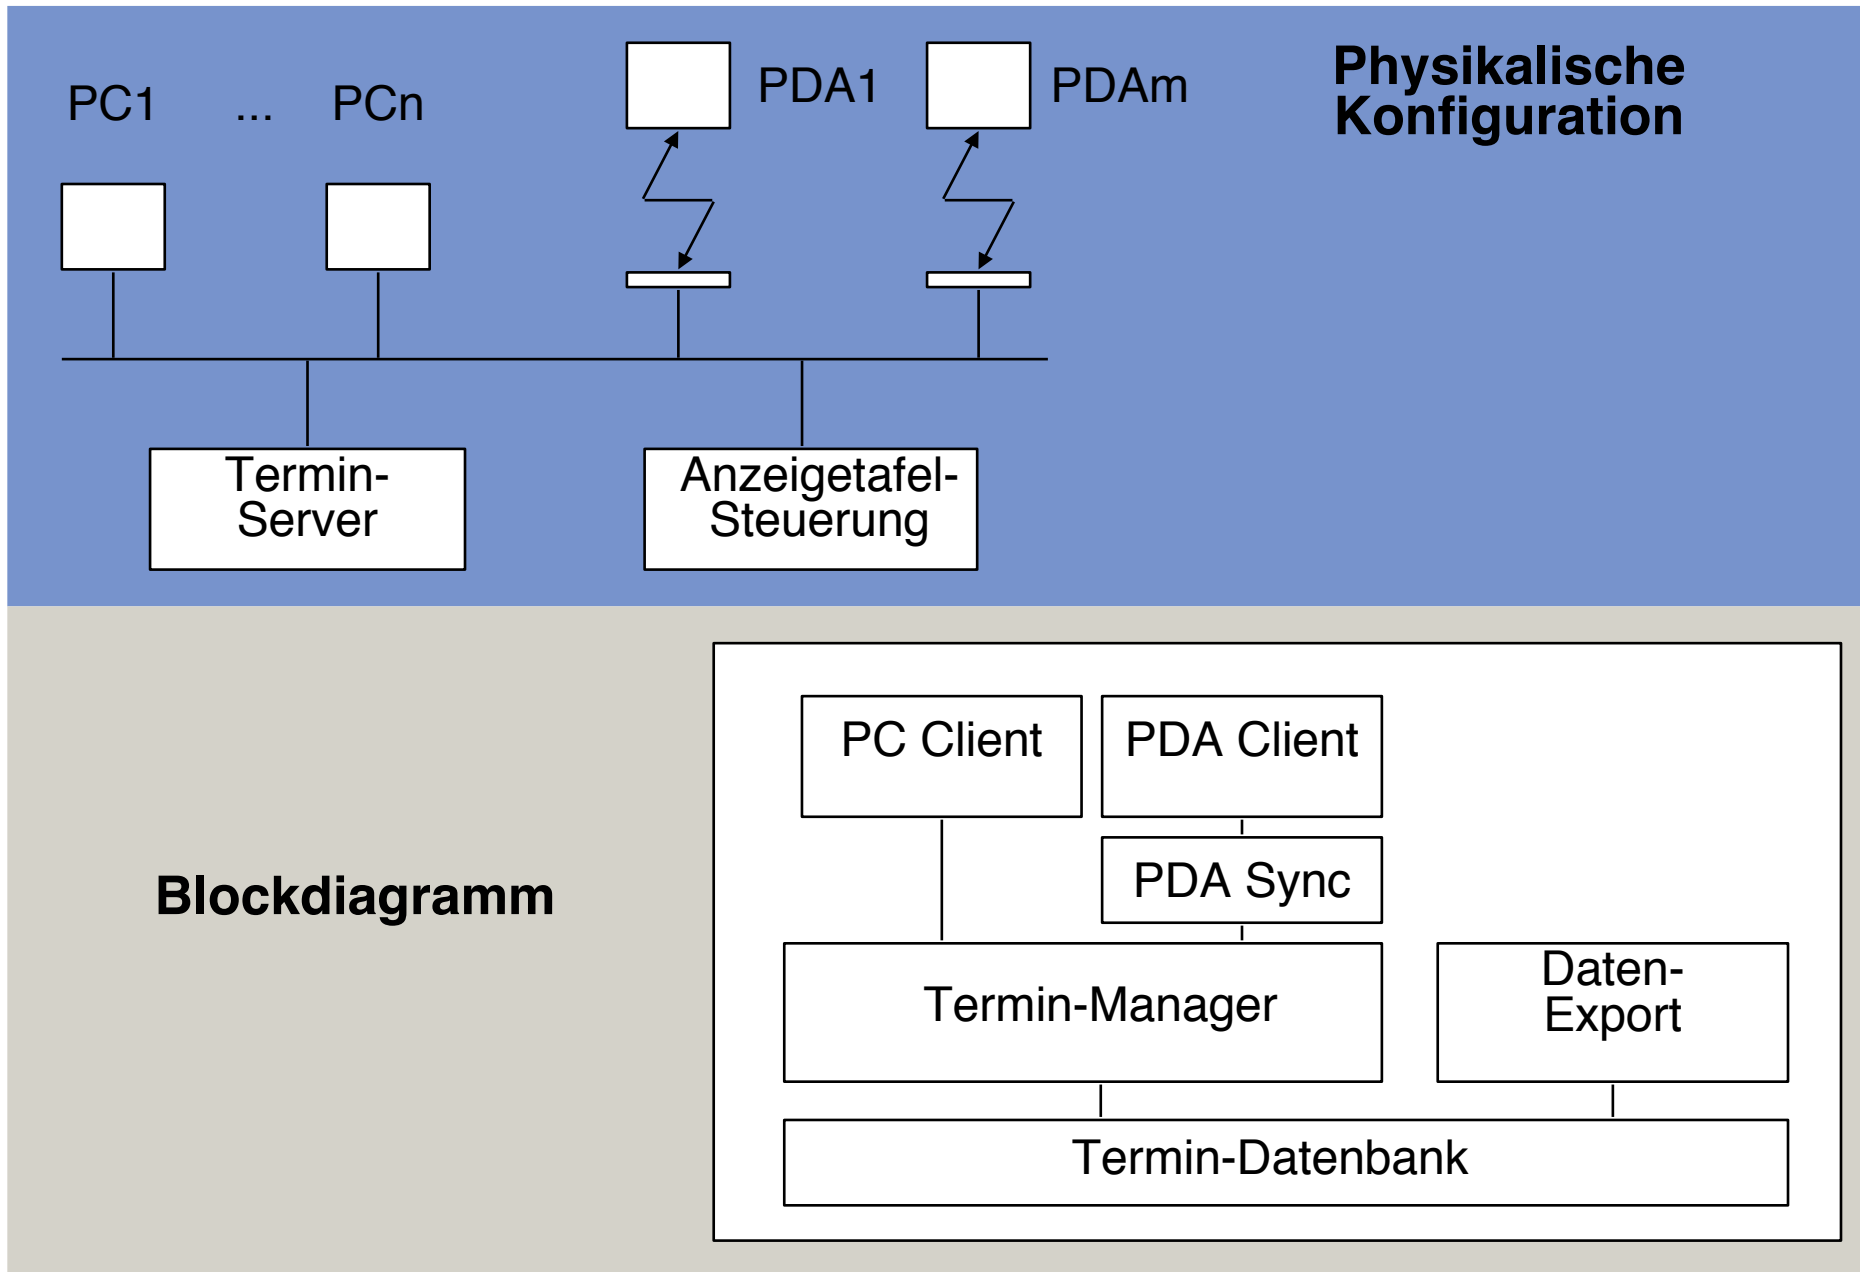 Physikalische
Konfiguration
PC1 ... PCn PDA1 PDAm
Termin-
Server
Anzeigetafel-
Steuerung
Blockdiagramm
PC Client
PDA Client
PDA Sync
Termin-Manager
Daten-
Export
Termin-Datenbank